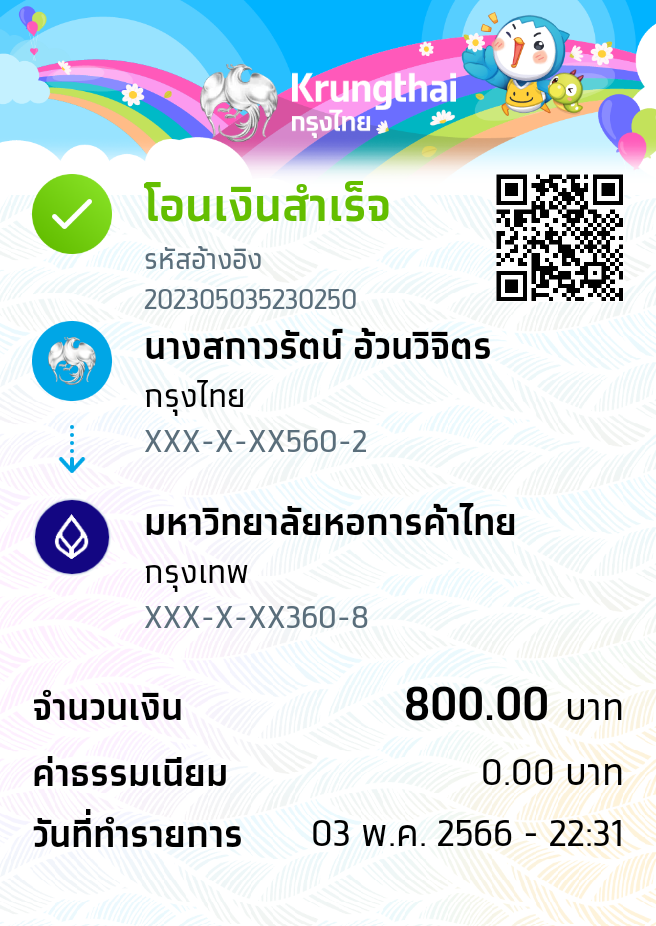 Krungthai
กรุงไทย
โอนเงินสำเร็จ
รหัสอ้างอิง
202305035230250
นางสกาวรัตน์ อ้วนวิจิตร
กรุงไทย
XXX-X-XX560-2
มหาวิทยาลัยหอการค้าไทย
กรุงเทพ
XXX-X-XX360-8
จำนวนเงิน 800.00 บาท
ค่าธรรมเนียม 0.00 บาท
วันที่ทำรายการ 03 พ.ค. 2566 - 22:31